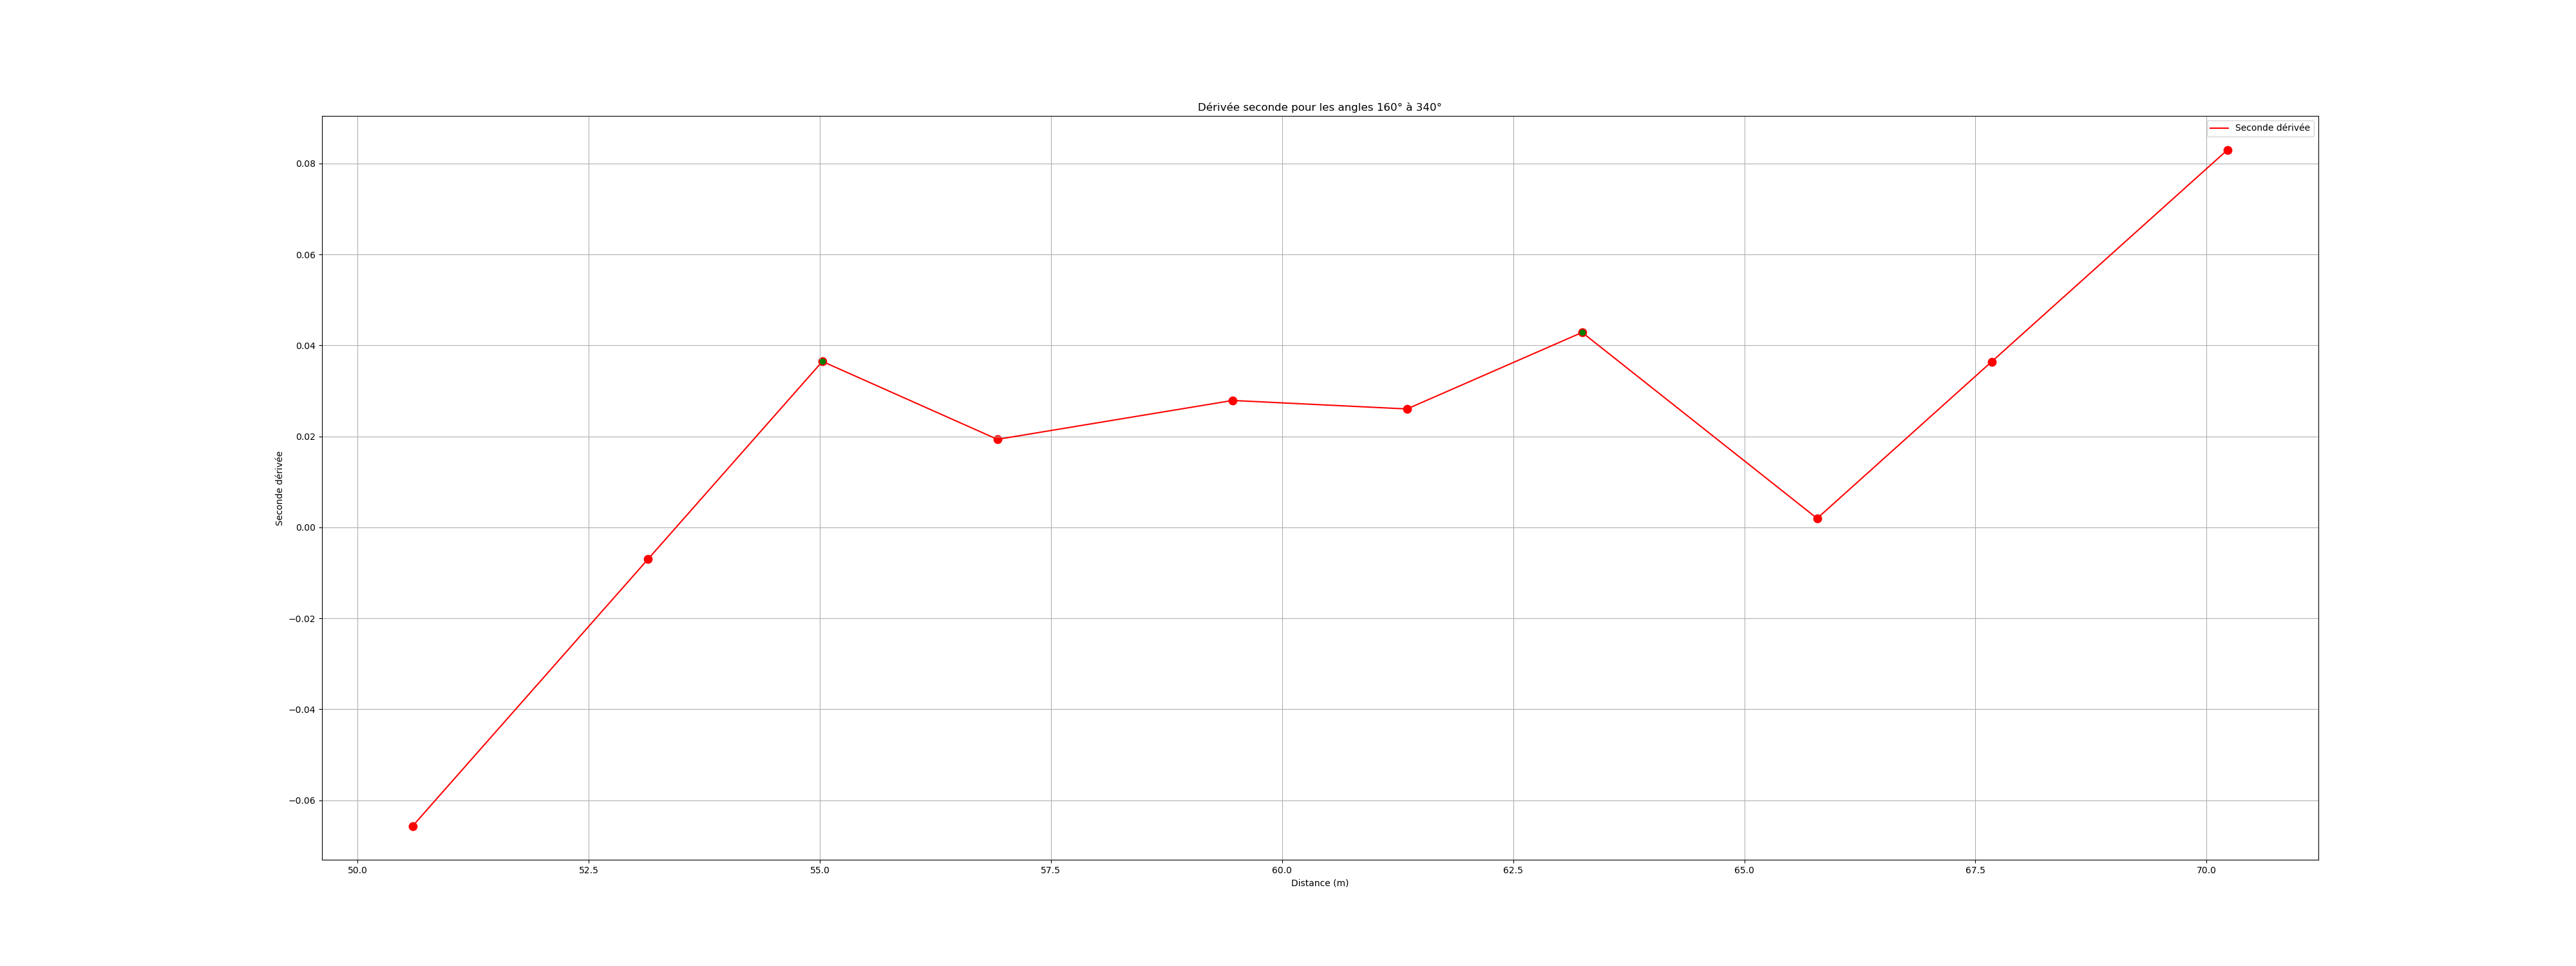 Dérivée seconde pour les angles 160° à 340°
Seconde dérivée
0.08
0.06
0.04
0.02
0.00
−0.02
−0.04
−0.06
Seconde dérivée
50.0 52.5 55.0 57.5 60.0 62.5 65.0 67.5 70.0
Distance (m)